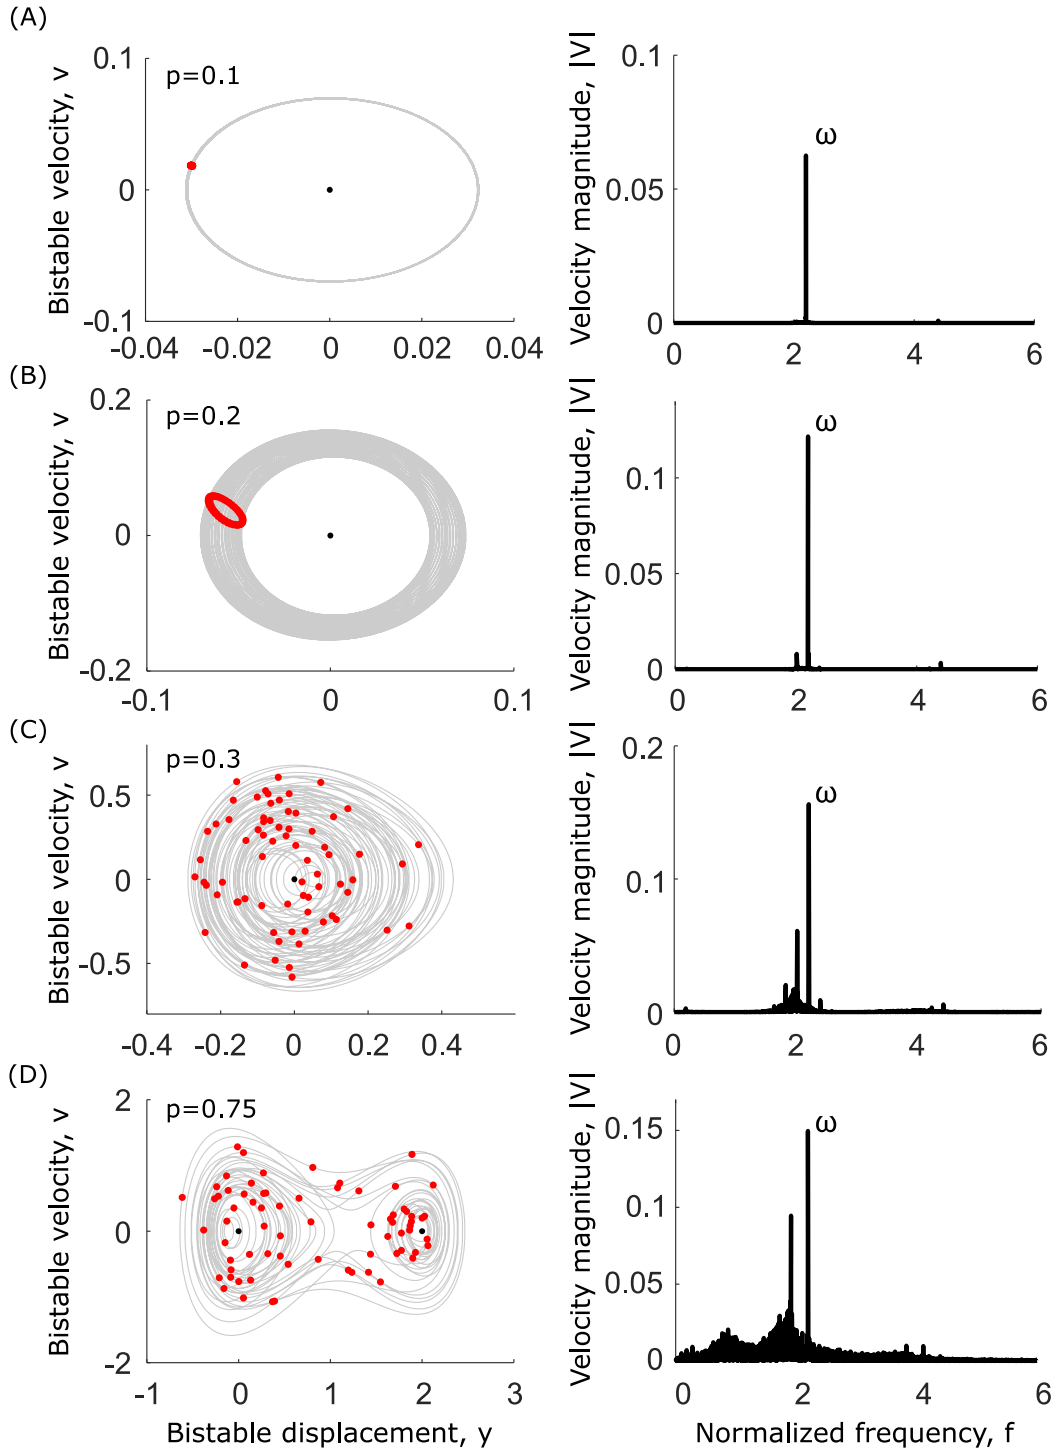 (A)
Bistable velocity, v
0.1
0
-0.1
p=0.1
-0.04
-0.02
0
0.02
0.04
Velocity magnitude, |V|
0.1
0.05
0
ω
0
2
4
6
(B)
Bistable velocity, v
0.2
0
-0.2
p=0.2
-0.1
0
0.1
Velocity magnitude, |V|
0.1
0.05
0
ω
0
2
4
6
(C)
Bistable velocity, v
0.5
0
-0.5
p=0.3
-0.4
-0.2
0
0.2
0.4
Velocity magnitude, |V|
0.2
0.1
0
ω
0
2
4
6
(D)
Bistable velocity, v
2
0
-2
p=0.75
-1
0
1
2
3
Bistable displacement, y
Velocity magnitude, |V|
0.15
0.1
0.05
0
ω
0
2
4
6
Normalized frequency, f